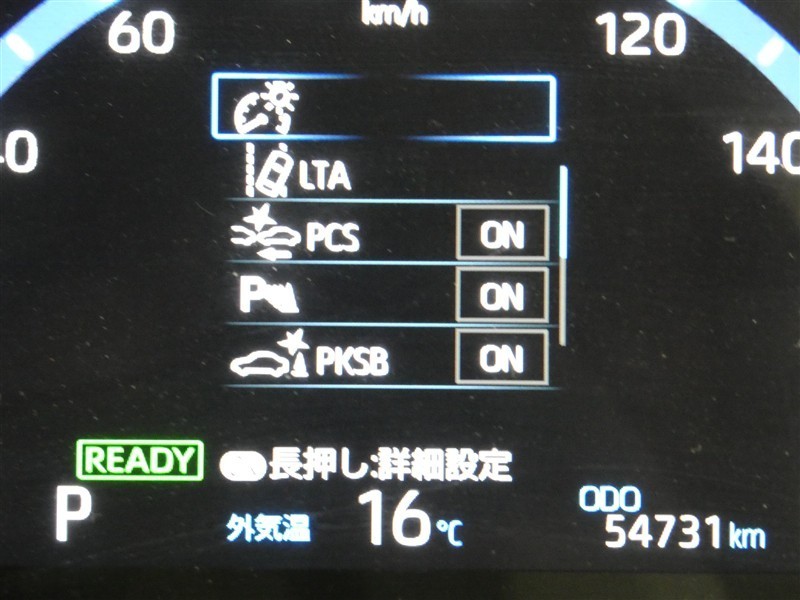 km/h
60 120
40 140
LTA
PCS ON
P ON
PKSB ON
READY
OK 長押し:詳細設定
P 外気温 16℃ ODO 54731km